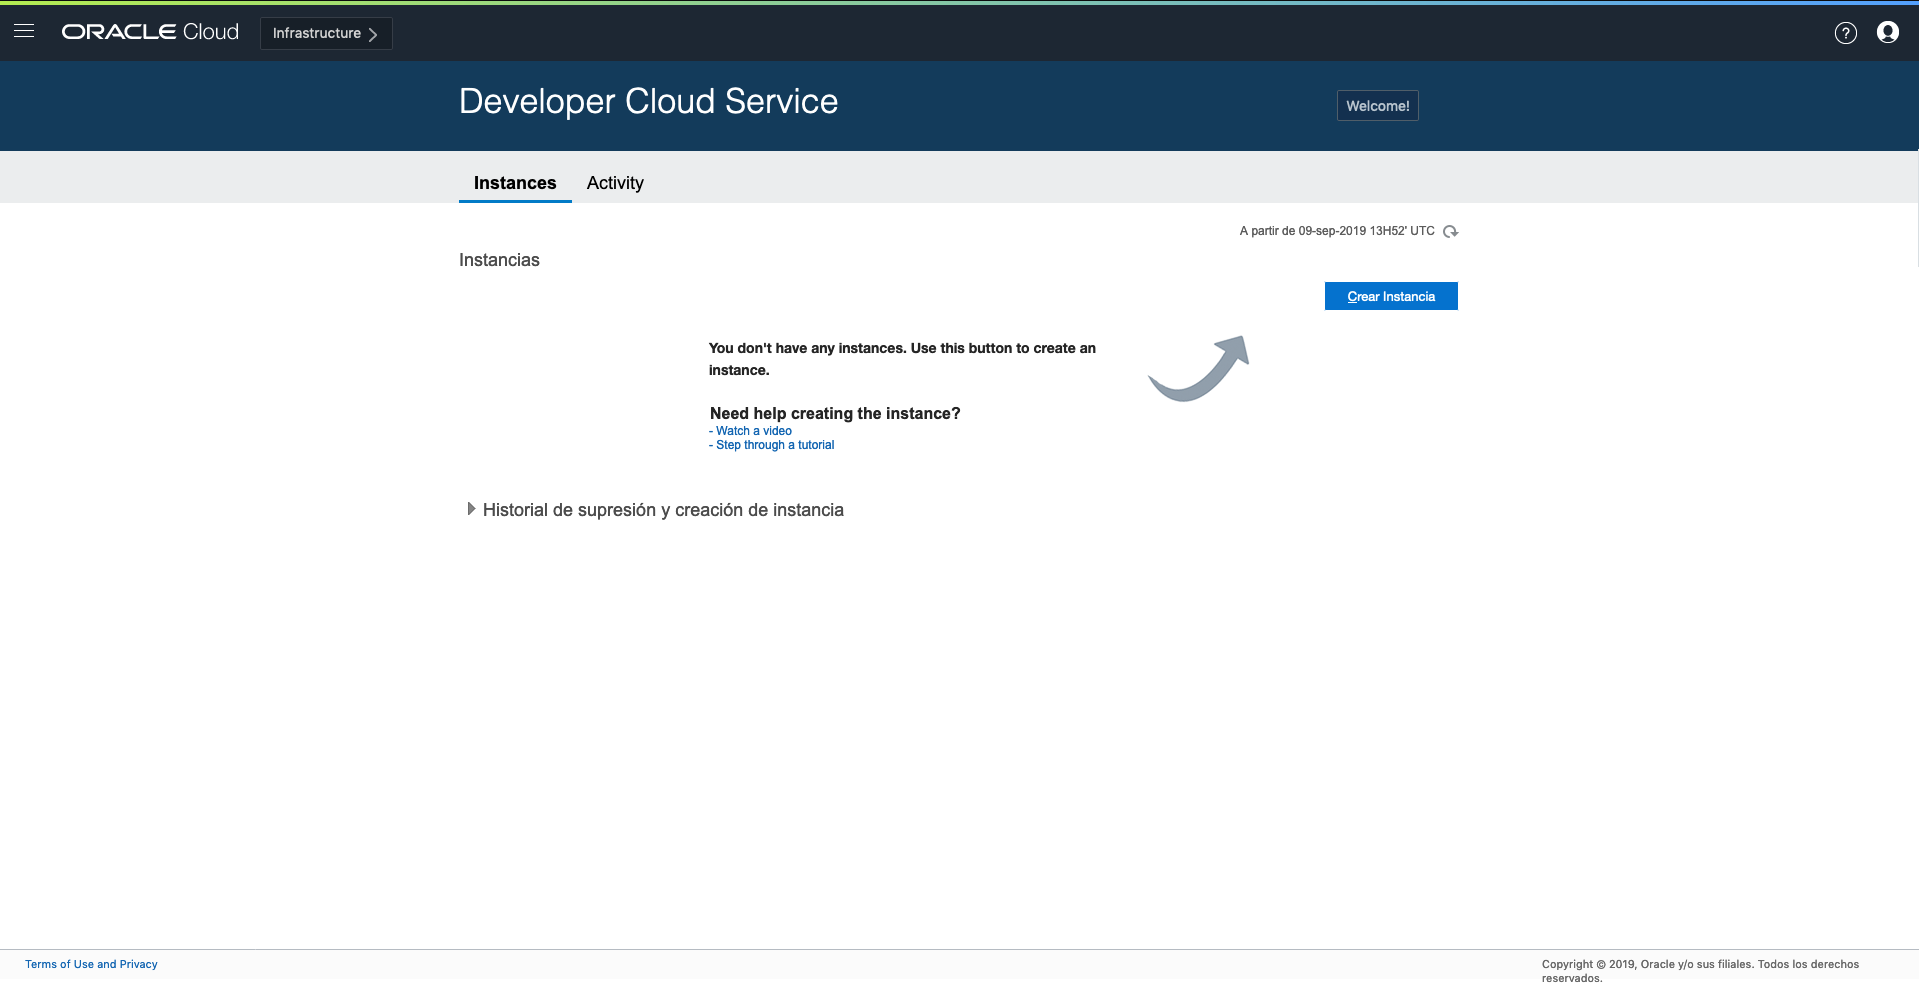 ORACLE Cloud
Infrastructure
?
Developer Cloud Service
Welcome!
Instances
Activity
A partir de 09-sep-2019 13H52' UTC
Instancias
Crear Instancia
You don't have any instances. Use this button to create an
instance.
Need help creating the instance?
- Watch a video
- Step through a tutorial
Historial de supresión y creación de instancia
Terms of Use and Privacy
Copyright © 2019, Oracle y/o sus filiales. Todos los derechos
reservados.